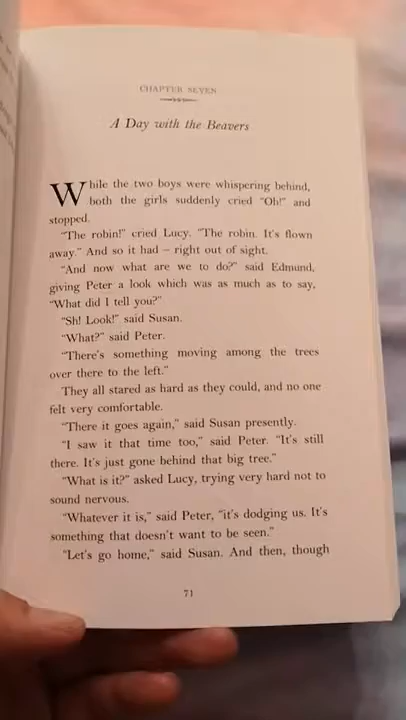 CHAPTER SEVEN
A Day with the Beavers
While the two boys were whispering behind,
both the girls suddenly cried "Oh!" and
stopped.
"The robin!" cried Lucy. "The robin. It's flown
away." And so it had – right out of sight.
"And now what are we to do?" said Edmund,
giving Peter a look which was as much as to say,
"What did I tell you?"
"Sh! Look!" said Susan.
"What?" said Peter.
"There's something moving among the trees
over there to the left."
They all stared as hard as they could, and no one
felt very comfortable.
"There it goes again," said Susan presently.
"I saw it that time too," said Peter. "It's still
there. It's just gone behind that big tree."
"What is it?" asked Lucy, trying very hard not to
sound nervous.
"Whatever it is," said Peter, "it's dodging us. It's
something that doesn't want to be seen."
"Let's go home," said Susan. And then, though
71